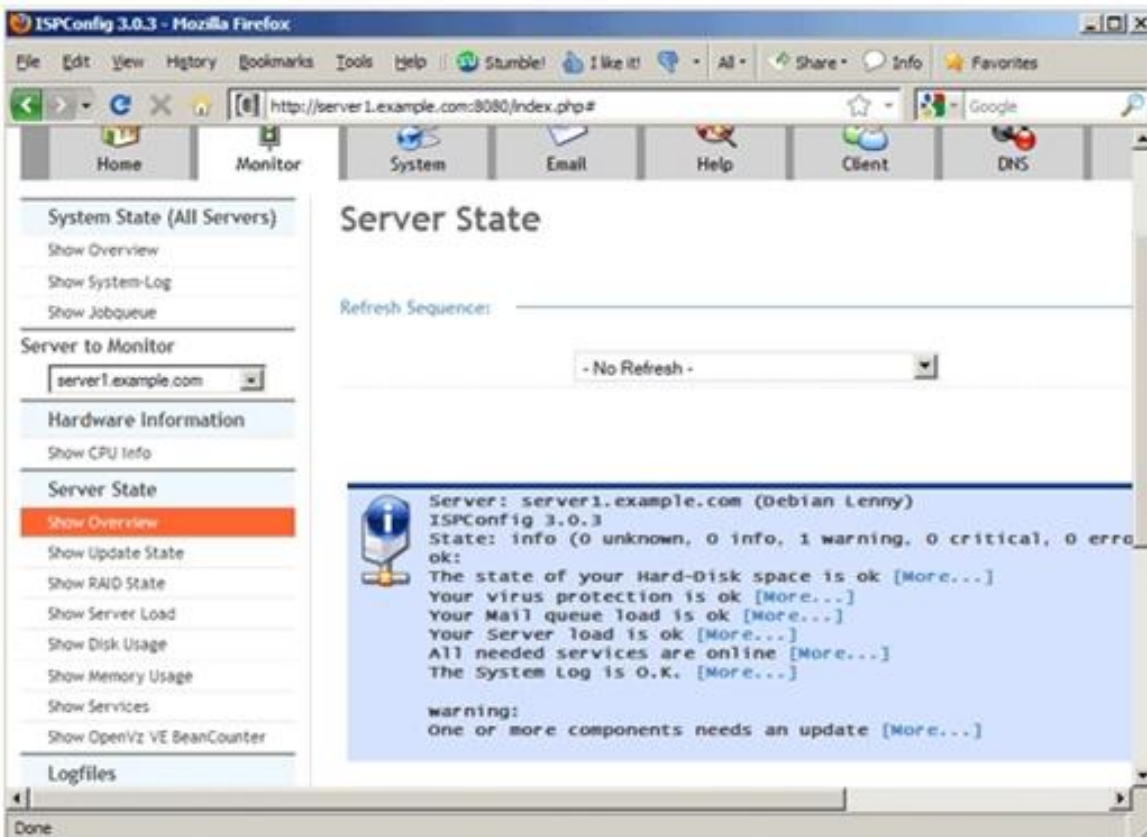 ISPConfig 3.0.3 - Mozilla Firefox
File Edit View History Bookmarks Tools Help Stumble! I like it! All Share Info Favorites
http://server1.example.com:8080/index.php# Google
Home Monitor System Email Help Client DNS
System State (All Servers)
Show Overview
Show System-Log
Show Jobqueue
Server to Monitor
server1.example.com
Hardware Information
Show CPU Info
Server State
Show Overview
Show Update State
Show RAID State
Show Server Load
Show Disk Usage
Show Memory Usage
Show Services
Show OpenVz VE BeanCounter
Logfiles
Server State
Refresh Sequence:
- No Refresh -
Server: server1.example.com (Debian Lenny)
ISPConfig 3.0.3
State: info (0 unknown, 0 info, 1 warning, 0 critical, 0 erro
ok:
The state of your Hard-Disk space is ok [More...]
Your virus protection is ok [More...]
Your Mail queue load is ok [More...]
Your Server load is ok [More...]
All needed services are online [More...]
The System Log is O.K. [More...]
warning:
One or more components needs an update [More...]
Done